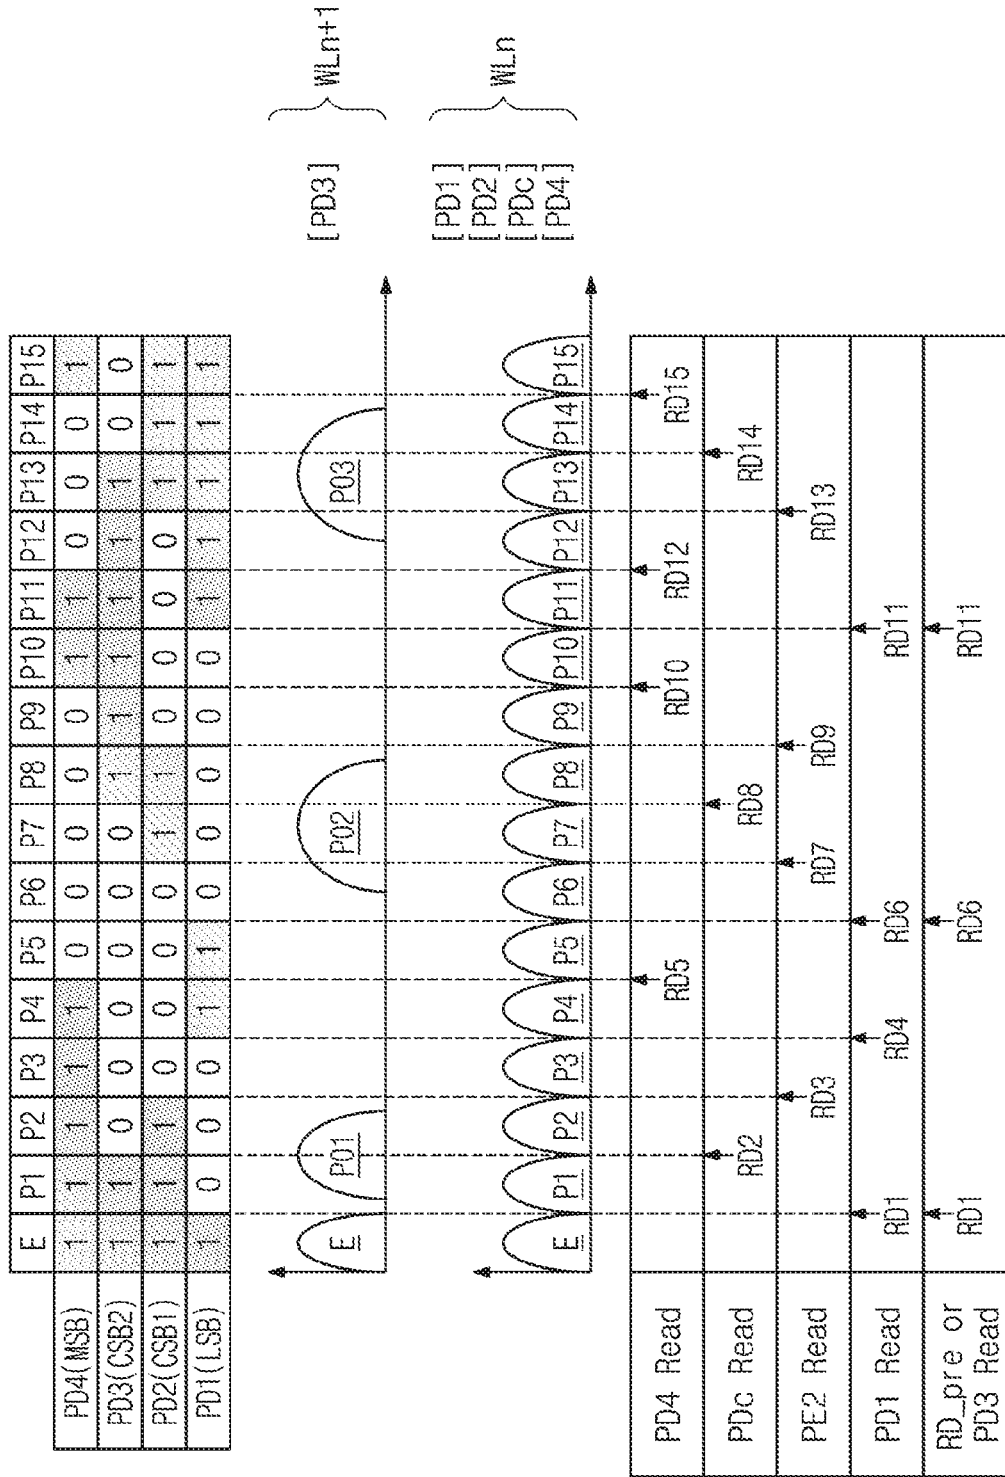 E P1 P2 P3 P4 P5 P6 P7 P8 P9 P10 P11 P12 P13 P14 P15
PD4(MSB) 1 1 1 1 1 0 0 0 0 0 1 1 0 0 0 1
PD3(CSB2) 1 1 0 0 0 0 0 0 1 1 1 1 1 1 0 0
PD2(CSB1) 1 1 1 0 0 0 0 1 1 0 0 0 0 1 1 1
PD1(LSB) 1 0 0 0 1 1 0 0 0 0 0 1 1 1 1 1
E P01 P02 P03 [PD3] WLn+1
[PD1]
[PD2]
[PDc]
[PD4]
WLn
E P1 P2 P3 P4 P5 P6 P7 P8 P9 P10 P11 P12 P13 P14 P15
PD4 Read RD5 RD10 RD12 RD15
PDc Read RD2 RD8 RD14
PE2 Read RD3 RD7 RD9 RD13
PD1 Read RD1 RD4 RD6 RD11
RD_pre or
PD3 Read RD1 RD6 RD11